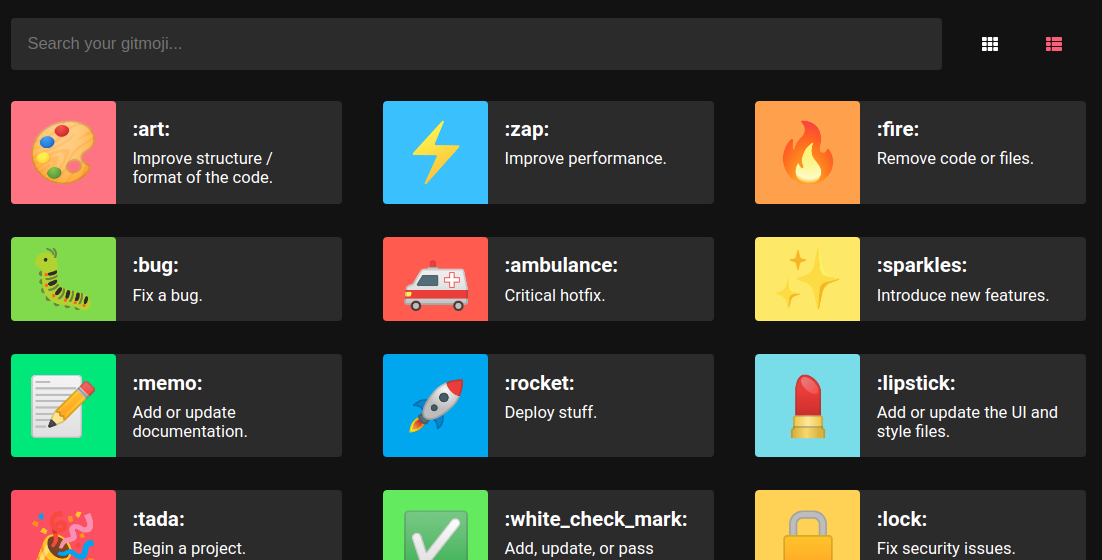 Search your gitmoji...
:art:
Improve structure /
format of the code.
:zap:
Improve performance.
:fire:
Remove code or files.
:bug:
Fix a bug.
:ambulance:
Critical hotfix.
:sparkles:
Introduce new features.
:memo:
Add or update
documentation.
:rocket:
Deploy stuff.
:lipstick:
Add or update the UI and
style files.
:tada:
Begin a project.
:white_check_mark:
Add, update, or pass
:lock:
Fix security issues.